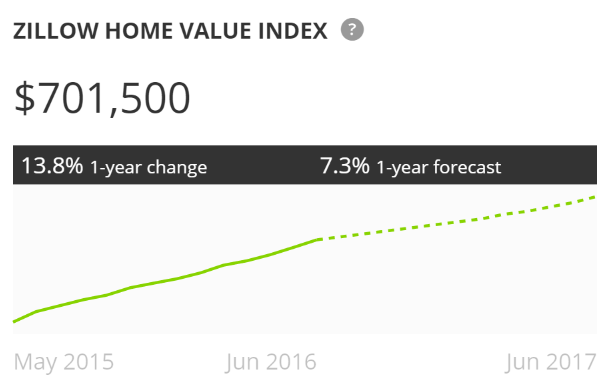 ZILLOW HOME VALUE INDEX ?
$701,500
13.8% 1-year change 7.3% 1-year forecast
May 2015 Jun 2016 Jun 2017